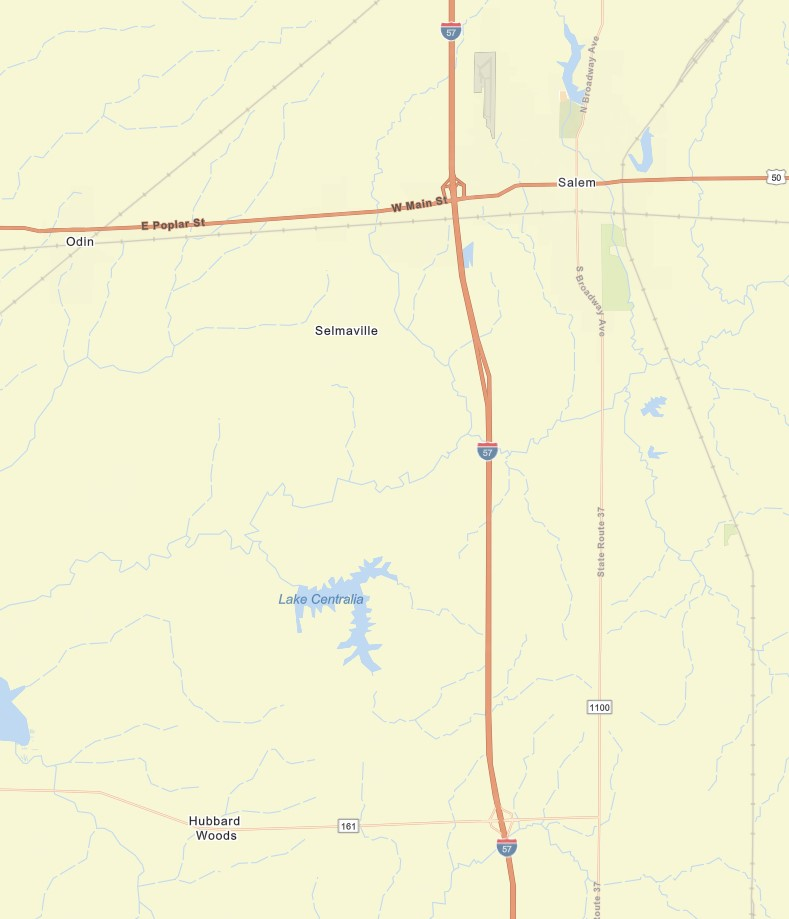 57
N Broadway Ave
50
Salem
W Main St
E Poplar St
Odin
S Broadway Ave
Selmaville
57
State Route 37
Lake Centralia
1100
Hubbard
Woods
161
57
oute 37